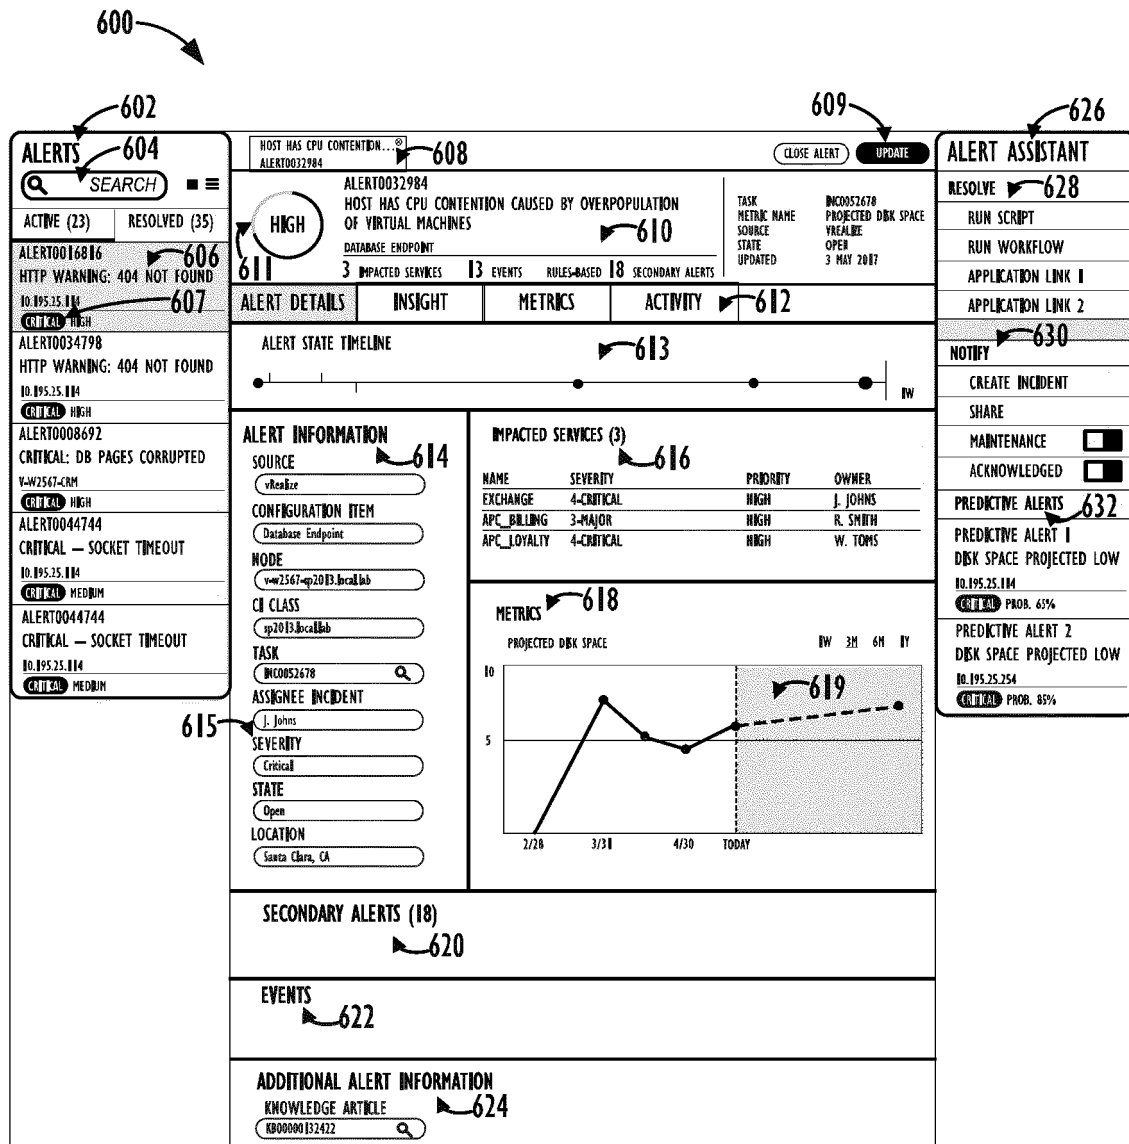 600
602
ALERTS
604
SEARCH
ACTIVE (23) RESOLVED (35)
ALERT0016816
606
HTTP WARNING: 404 NOT FOUND
10.195.25.114
607
CRITICAL HIGH
ALERT0034798
HTTP WARNING: 404 NOT FOUND
10.195.25.114
CRITICAL HIGH
ALERT0008692
CRITICAL: DB PAGES CORRUPTED
V-W2567-CRM
CRITICAL HIGH
ALERT0044744
CRITICAL — SOCKET TIMEOUT
10.195.25.114
CRITICAL MEDIUM
ALERT0044744
CRITICAL — SOCKET TIMEOUT
10.195.25.114
CRITICAL MEDIUM
HOST HAS CPU CONTENTION...
ALERT0032984
608
609
CLOSE ALERT UPDATE
HIGH
611
ALERT0032984
HOST HAS CPU CONTENTION CAUSED BY OVERPOPULATION
OF VIRTUAL MACHINES
610
DATABASE ENDPOINT
3 IMPACTED SERVICES 13 EVENTS RULES-BASED 18 SECONDARY ALERTS
TASK INC0052678
METRIC NAME PROJECTED DISK SPACE
SOURCE VREALIZE
STATE OPEN
UPDATED 3 MAY 2017
ALERT DETAILS INSIGHT METRICS ACTIVITY
612
ALERT STATE TIMELINE
613
1W
ALERT INFORMATION
614
SOURCE
vRealize
CONFIGURATION ITEM
Database Endpoint
NODE
v-w2567-sp2013.local.lab
CI CLASS
sp2013.local.lab
TASK
INC0052678
ASSIGNEE INCIDENT
J. Johns
615
SEVERITY
Critical
STATE
Open
LOCATION
Santa Clara, CA
IMPACTED SERVICES (3)
616
NAME SEVERITY PRIORITY OWNER
EXCHANGE 4-CRITICAL HIGH J. JOHNS
APC_BILLING 3-MAJOR HIGH R. SMITH
APC_LOYALTY 4-CRITICAL HIGH W. TOMS
METRICS
618
PROJECTED DISK SPACE 1W 3M 6M 1Y
10
619
5
2/28 3/31 4/30 TODAY
SECONDARY ALERTS (18)
620
EVENTS
622
ADDITIONAL ALERT INFORMATION
624
KNOWLEDGE ARTICLE
KB00000132422
626
ALERT ASSISTANT
RESOLVE
628
RUN SCRIPT
RUN WORKFLOW
APPLICATION LINK 1
APPLICATION LINK 2
630
NOTIFY
CREATE INCIDENT
SHARE
MAINTENANCE
ACKNOWLEDGED
PREDICTIVE ALERTS
632
PREDICTIVE ALERT 1
DISK SPACE PROJECTED LOW
10.195.25.114
CRITICAL PROB. 65%
PREDICTIVE ALERT 2
DISK SPACE PROJECTED LOW
10.195.25.254
CRITICAL PROB. 85%